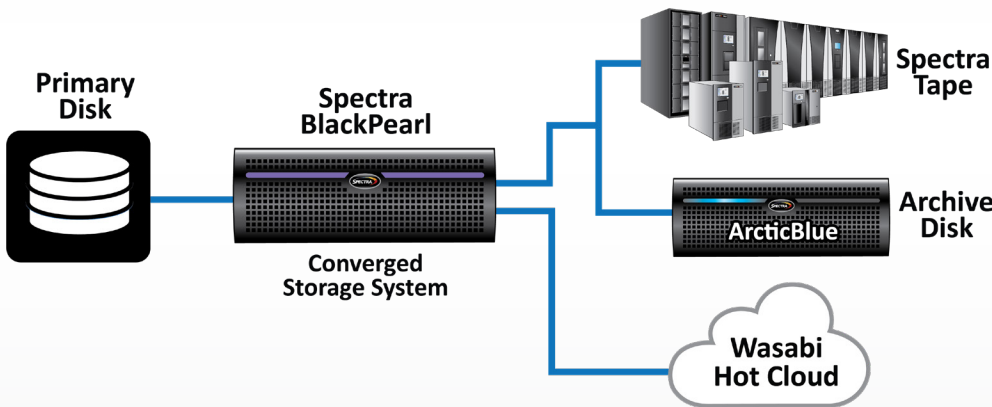 Primary
Disk
Spectra
BlackPearl
SPECTRA
Converged
Storage System
Spectra
Tape
SPECTRA
ArcticBlue
Archive
Disk
Wasabi
Hot Cloud